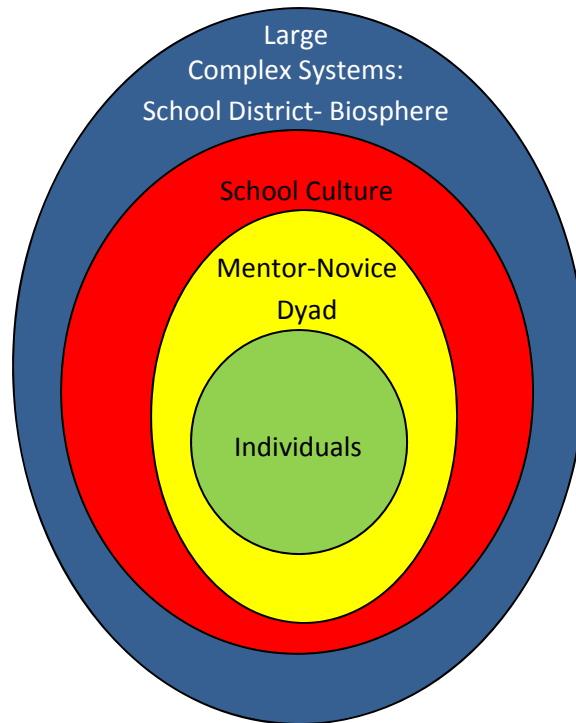 Large
Complex Systems:
School District- Biosphere
School Culture
Mentor-Novice
Dyad
Individuals